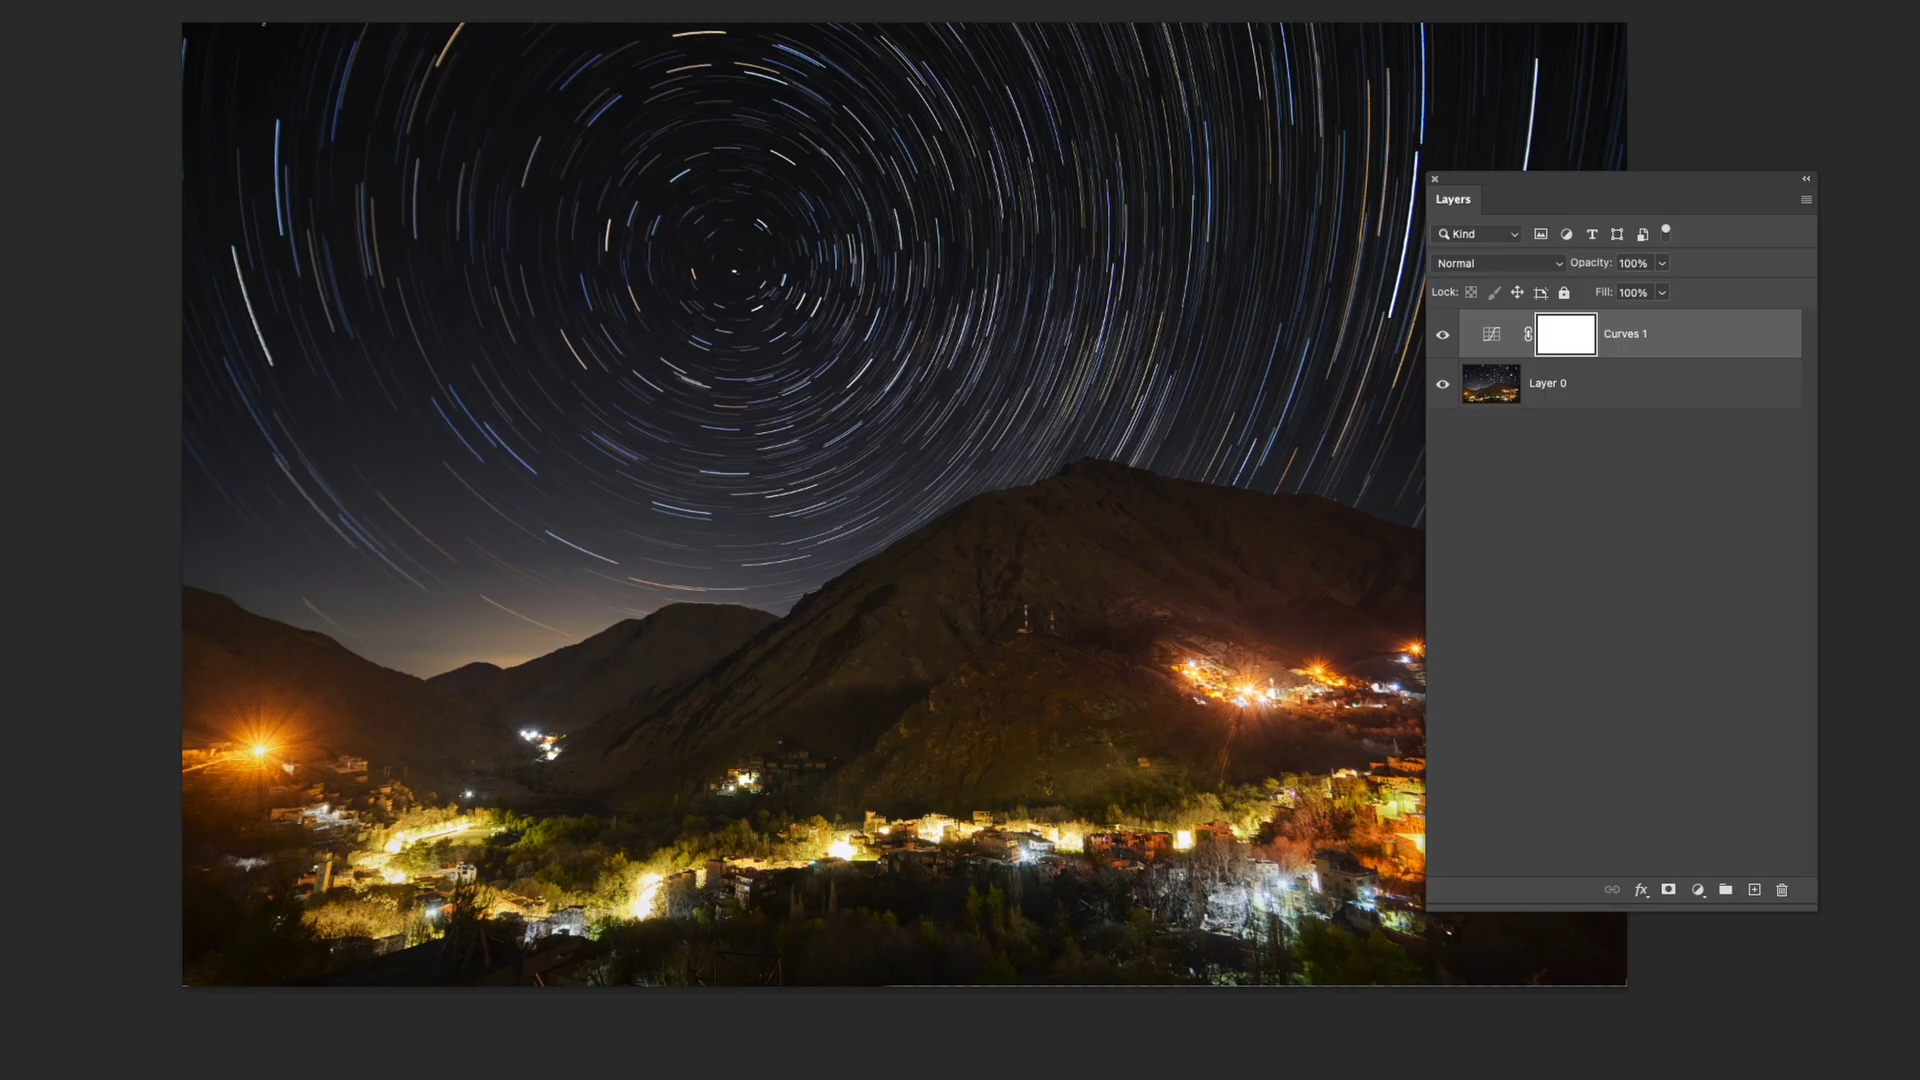 Layers
Kind
Normal
Opacity: 100%
Lock:
Fill: 100%
Curves 1
Layer 0
fx